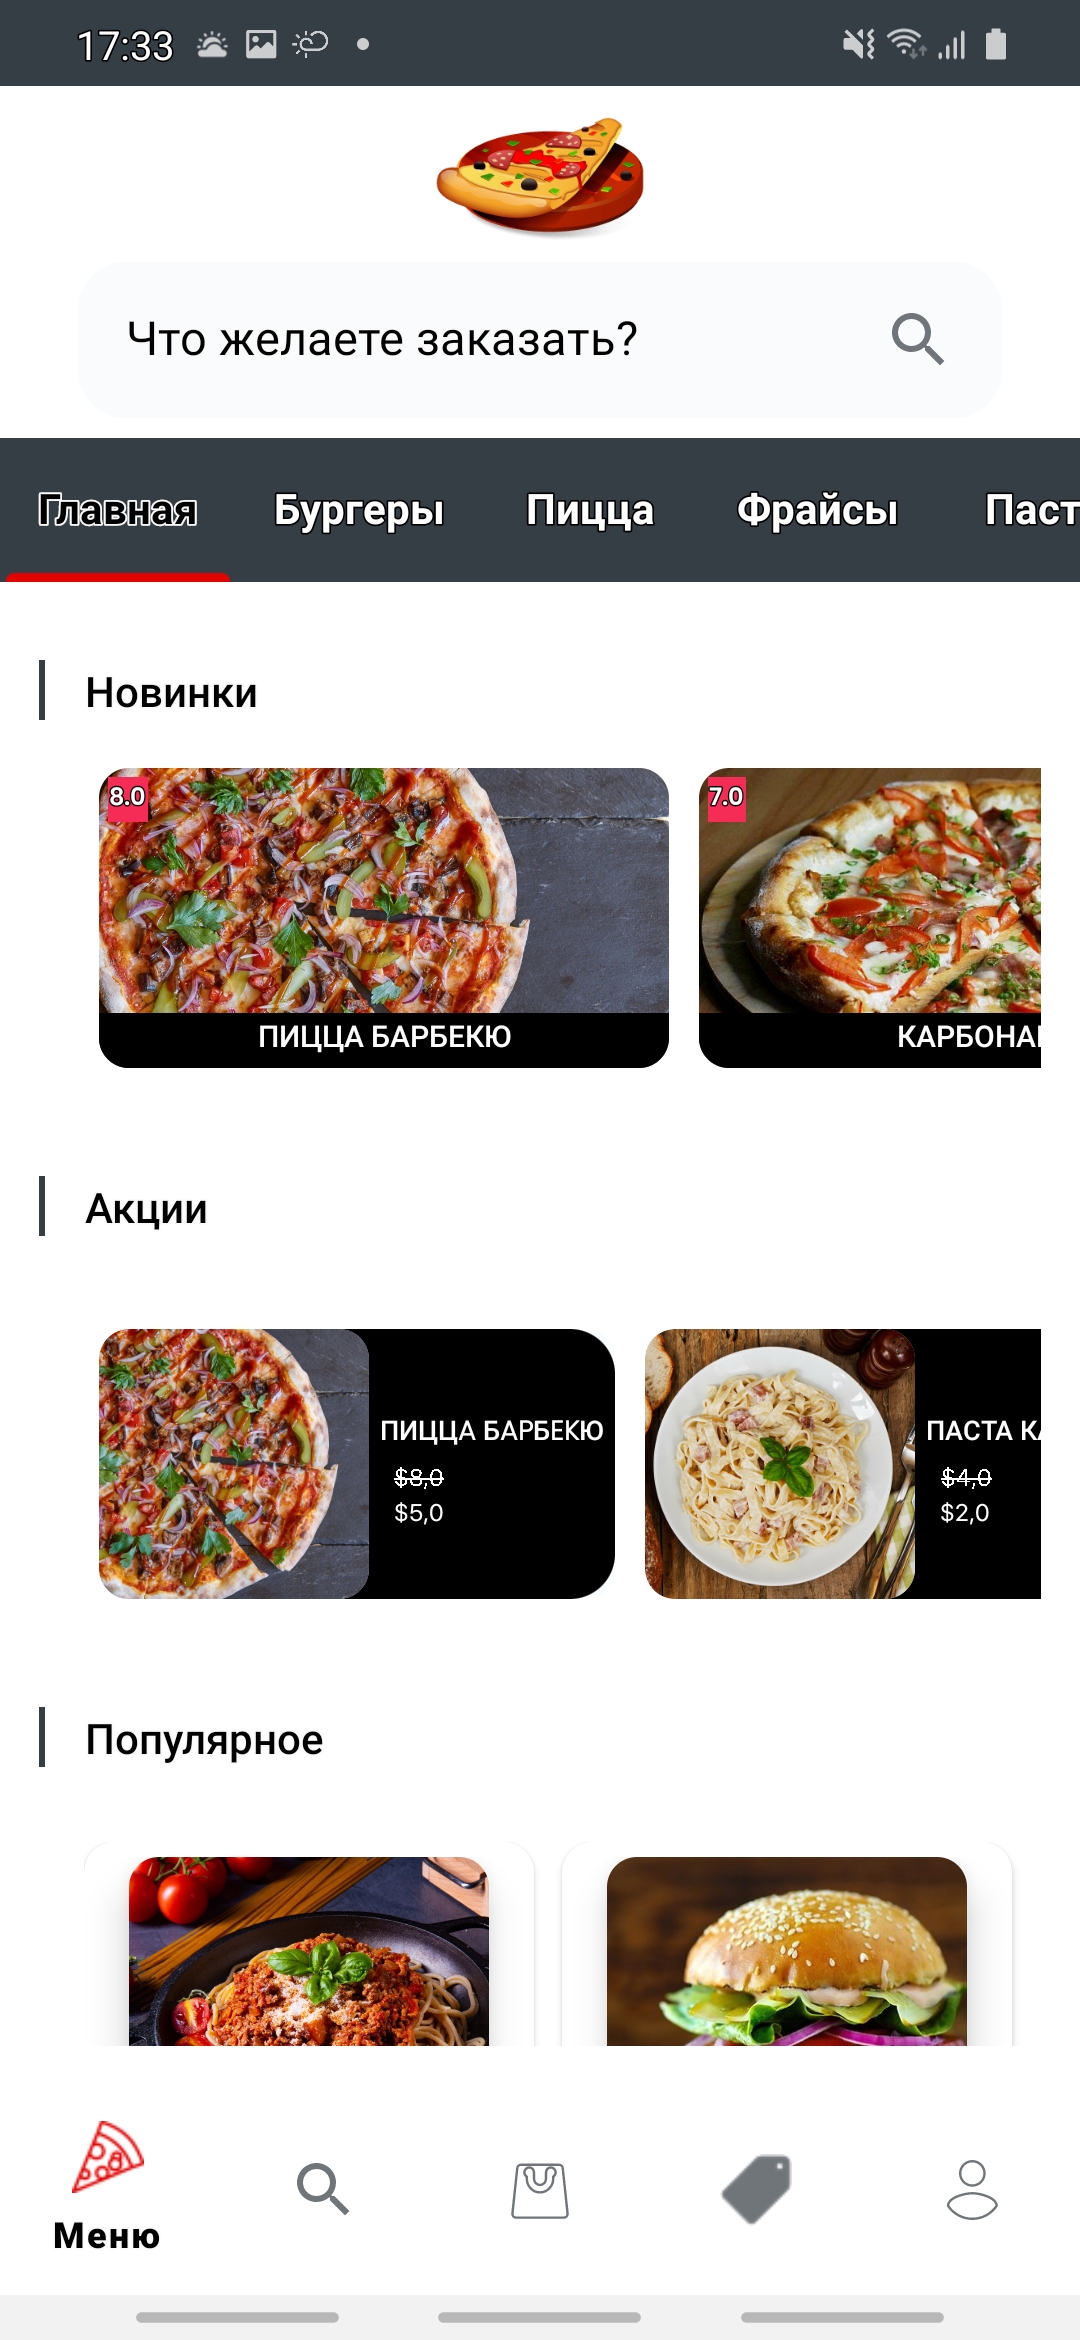 17:33
Что желаете заказать?
Главная Бургеры Пицца Фрайсы Паст
Новинки
8.0 7.0
ПИЦЦА БАРБЕКЮ КАРБОНА
Акции
ПИЦЦА БАРБЕКЮ ПАСТА К
$8,0 $4,0
$5,0 $2,0
Популярное
Меню